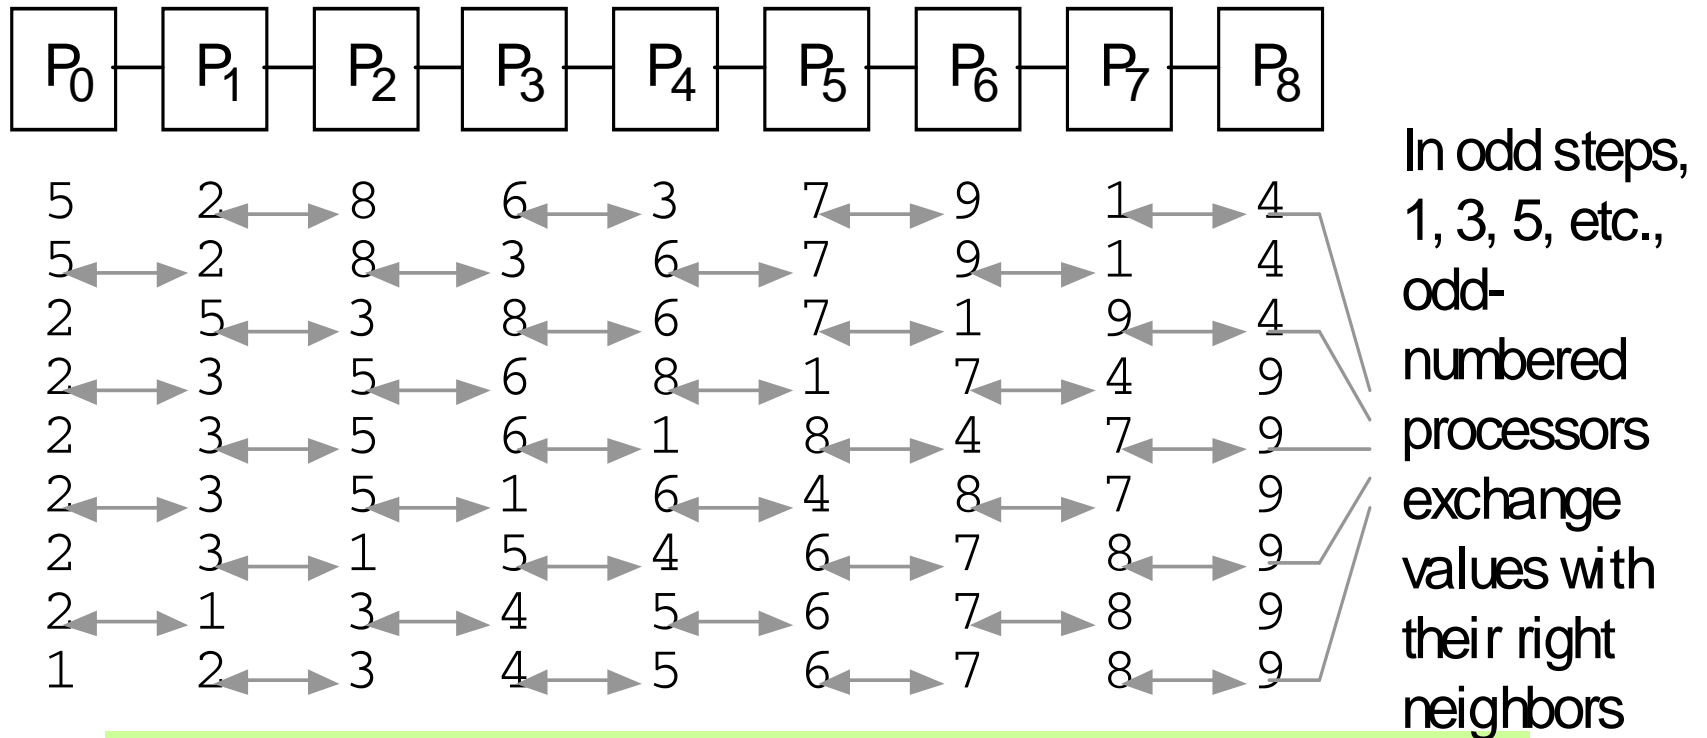 P0 P1 P2 P3 P4 P5 P6 P7 P8
5 2 8 6 3 7 9 1 4
5 2 8 3 6 7 9 1 4
2 5 3 8 6 7 1 9 4
2 3 5 6 8 1 7 4 9
2 3 5 6 1 8 4 7 9
2 3 5 1 6 4 8 7 9
2 3 1 5 4 6 7 8 9
2 1 3 4 5 6 7 8 9
1 2 3 4 5 6 7 8 9
In odd steps,
1, 3, 5, etc.,
odd-
numbered
processors
exchange
values with
their right
neighbors